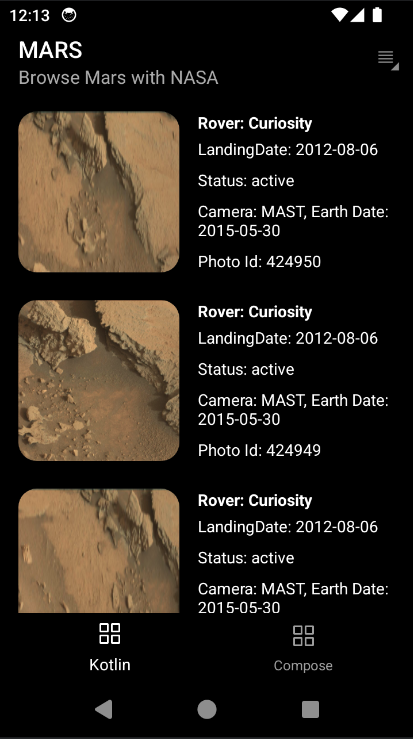 12:13
MARS
Browse Mars with NASA
Rover: Curiosity
LandingDate: 2012-08-06
Status: active
Camera: MAST, Earth Date:
2015-05-30
Photo Id: 424950
Rover: Curiosity
LandingDate: 2012-08-06
Status: active
Camera: MAST, Earth Date:
2015-05-30
Photo Id: 424949
Rover: Curiosity
LandingDate: 2012-08-06
Status: active
Camera: MAST, Earth Date:
2015-05-30
Kotlin
Compose